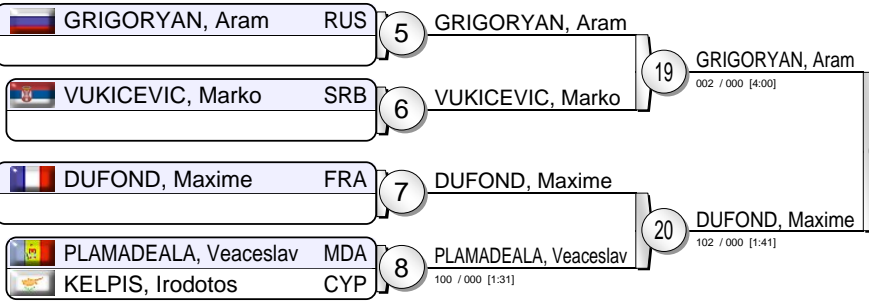 GRIGORYAN, Aram RUS
5
GRIGORYAN, Aram
VUKICEVIC, Marko SRB
6
VUKICEVIC, Marko
19
GRIGORYAN, Aram
002 / 000 [4:00]
DUFOND, Maxime FRA
7
DUFOND, Maxime
PLAMADEALA, Veaceslav MDA
KELPIS, Irodotos CYP
8
PLAMADEALA, Veaceslav
100 / 000 [1:31]
20
DUFOND, Maxime
102 / 000 [1:41]